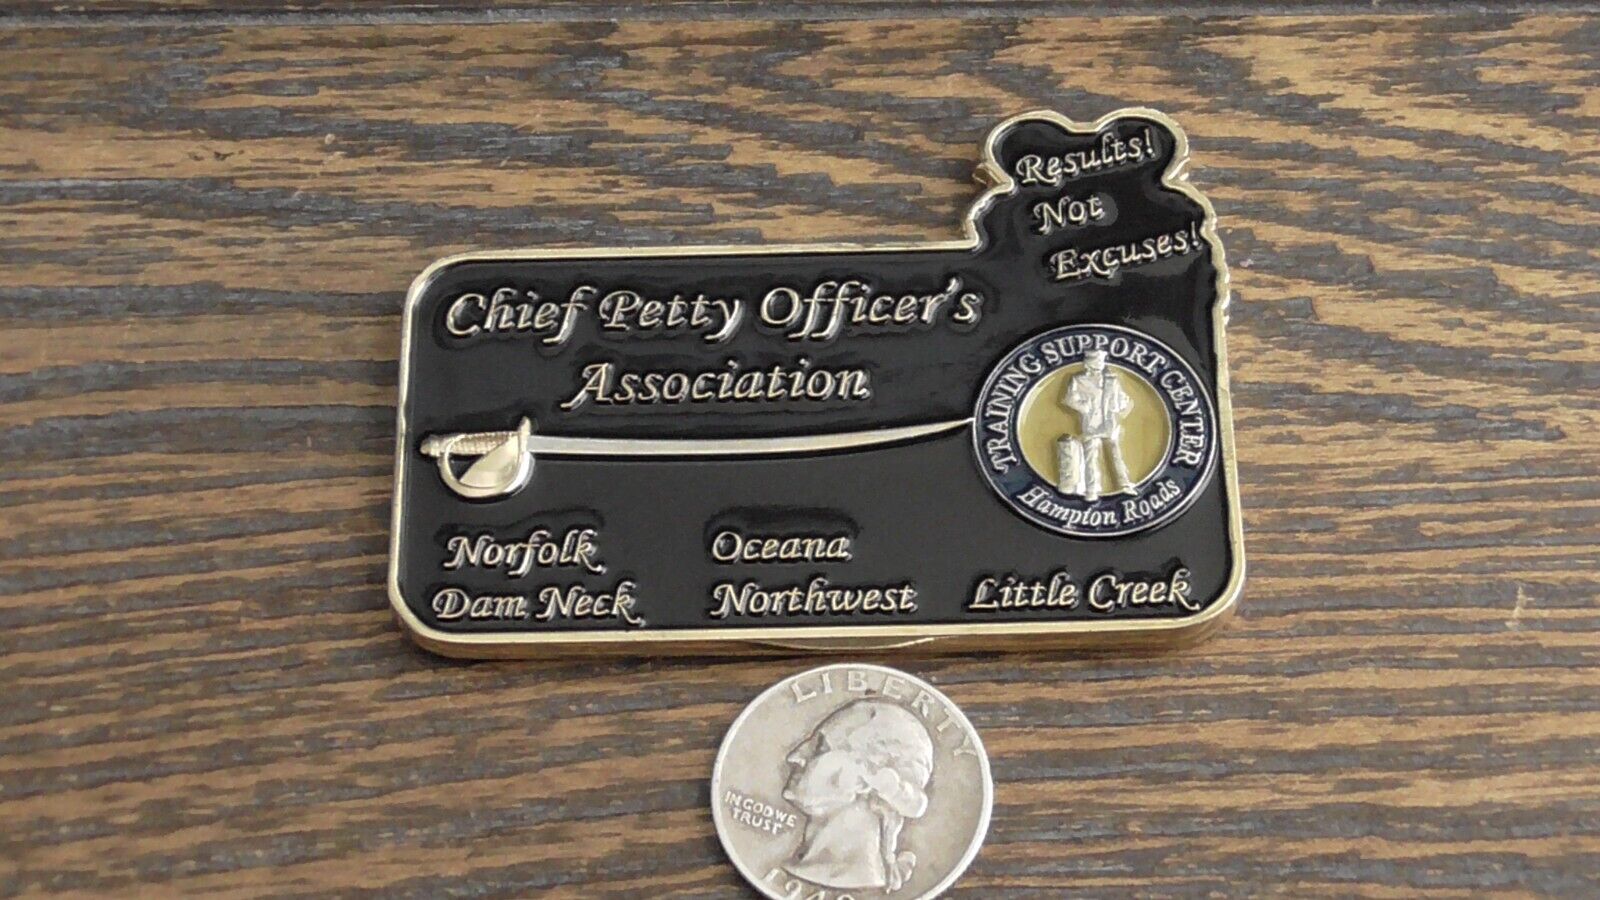 Results!
Not
Excuses!
Chief Petty Officer's
Association
TRAINING SUPPORT CENTER
Hampton Roads
Norfolk
Oceana
Dam Neck
Northwest
Little Creek
LIBERTY
IN GOD WE
TRUST